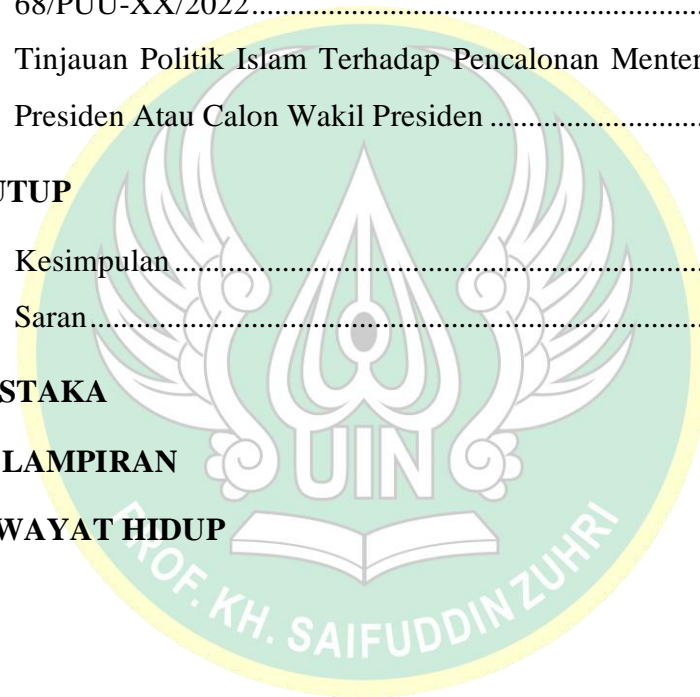 68/PUU-XX/2022..............................................................
Tinjauan Politik Islam Terhadap Pencalonan Menter
Presiden Atau Calon Wakil Presiden ..............................
UTUP
Kesimpulan ......................................................................
Saran..................................................................................
STAKA
LAMPIRAN
WAYAT HIDUP
UIN
PROF. KH. SAIFUDDIN ZUHRI